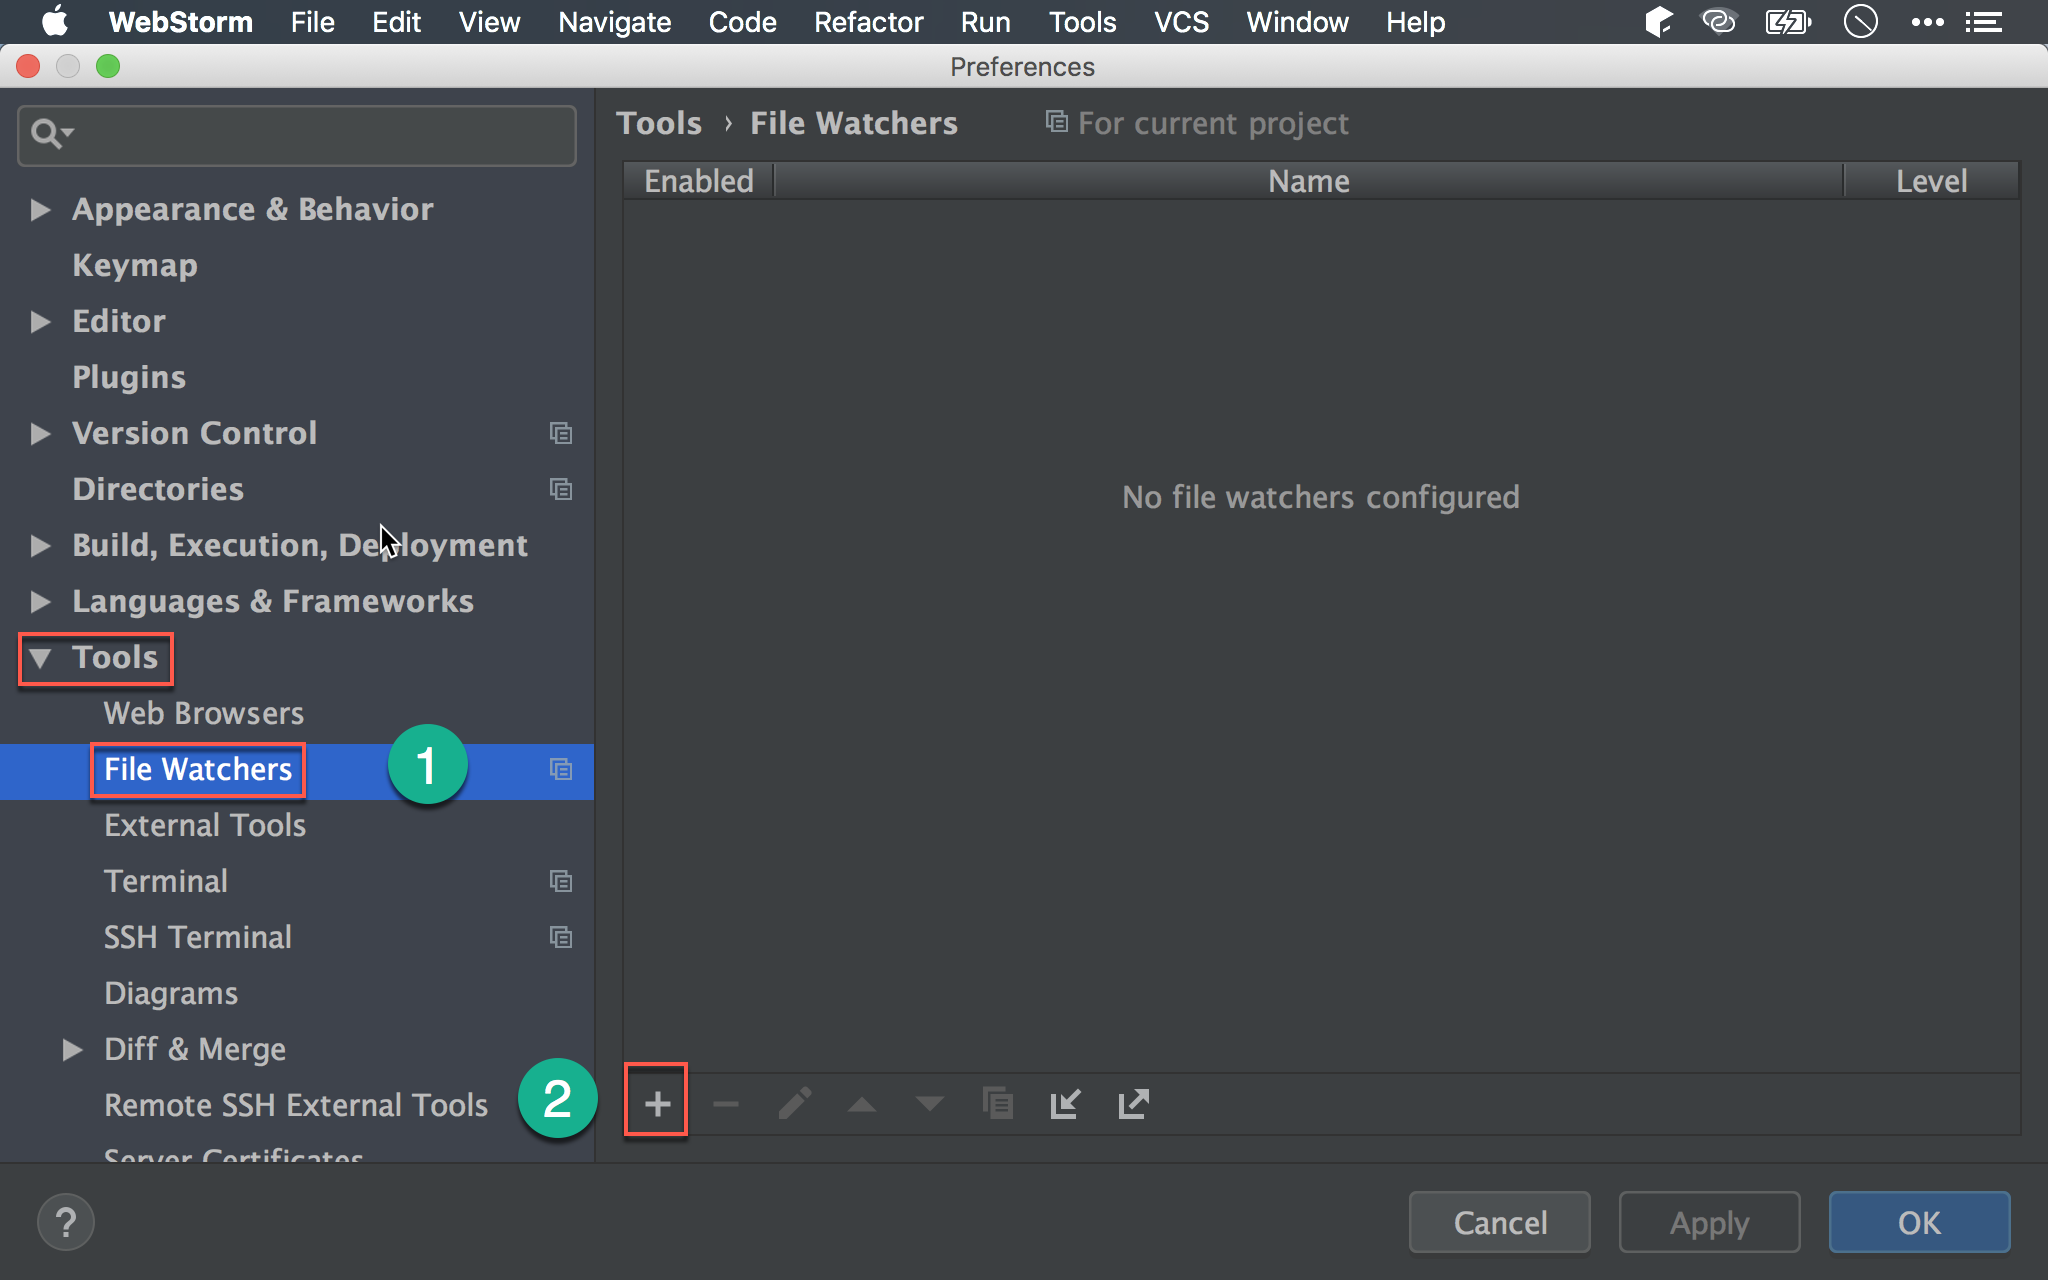 WebStorm File Edit View Navigate Code Refactor Run Tools VCS Window Help
Preferences
Tools › File Watchers For current project
Enabled Name Level
Appearance & Behavior
Keymap
Editor
Plugins
Version Control
Directories
No file watchers configured
Build, Execution, Deployment
Languages & Frameworks
Tools
Web Browsers
File Watchers 1
External Tools
Terminal
SSH Terminal
Diagrams
Diff & Merge
Remote SSH External Tools 2
Server Certificates
? Cancel Apply OK